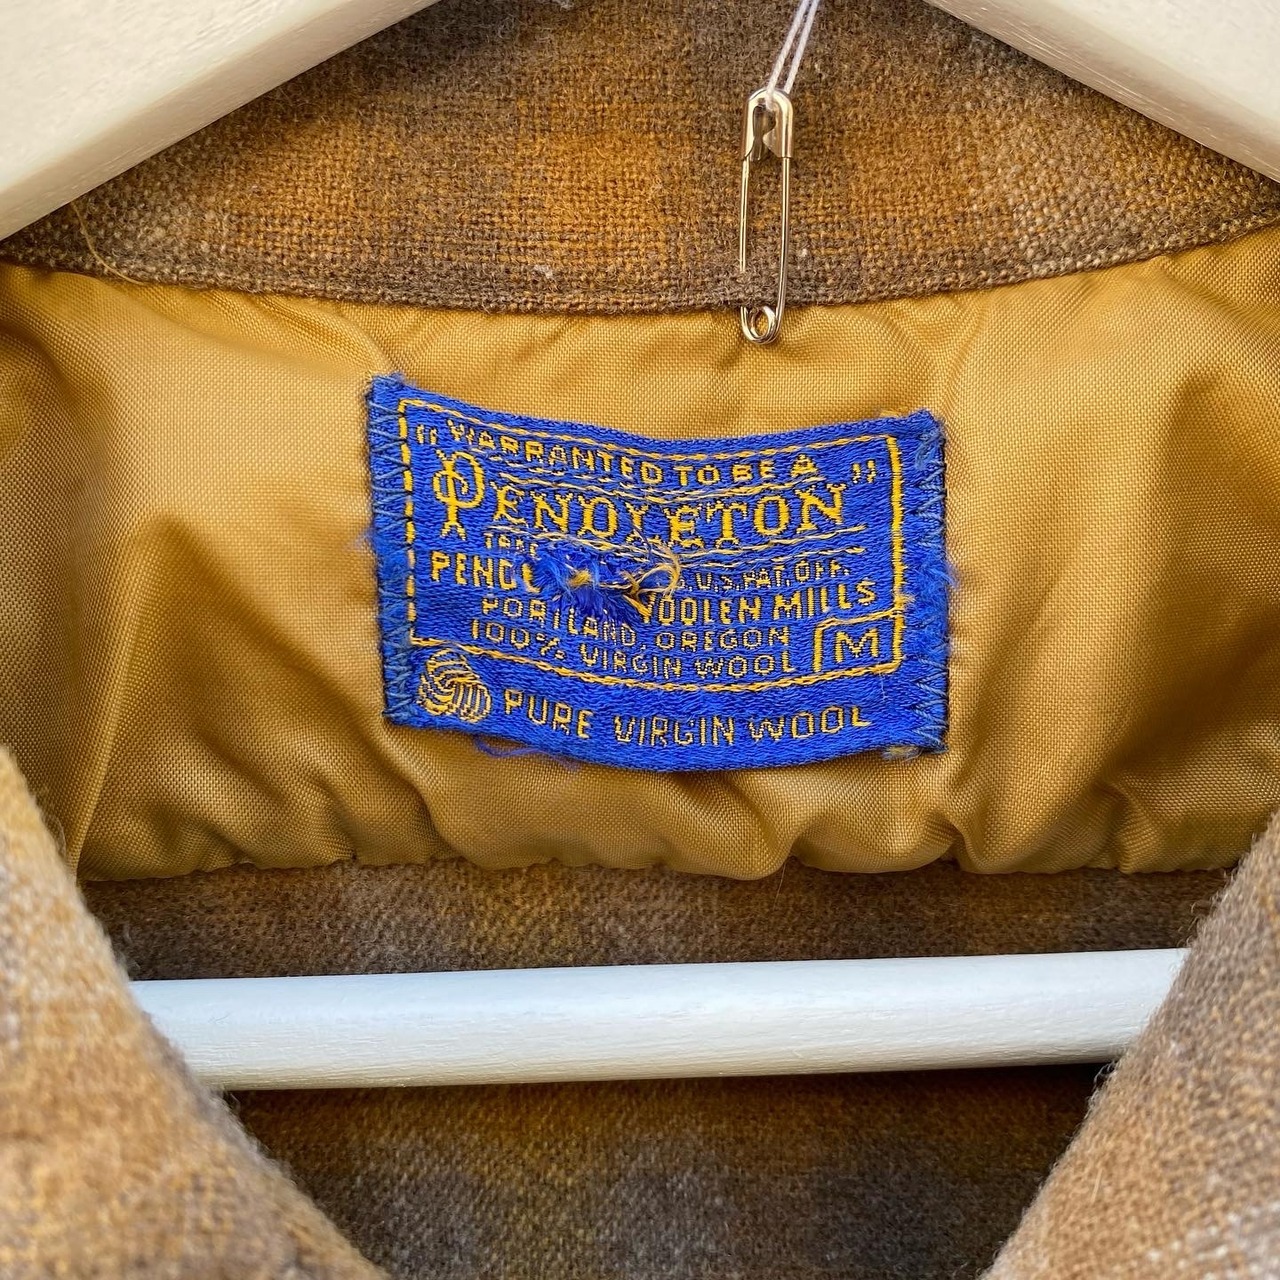 "WARRANTED TO BE A
PENDLETON"
U.S. PAT. OFF.
WOOLEN MILLS
PORTLAND, OREGON
100% VIRGIN WOOL M
PURE VIRGIN WOOL